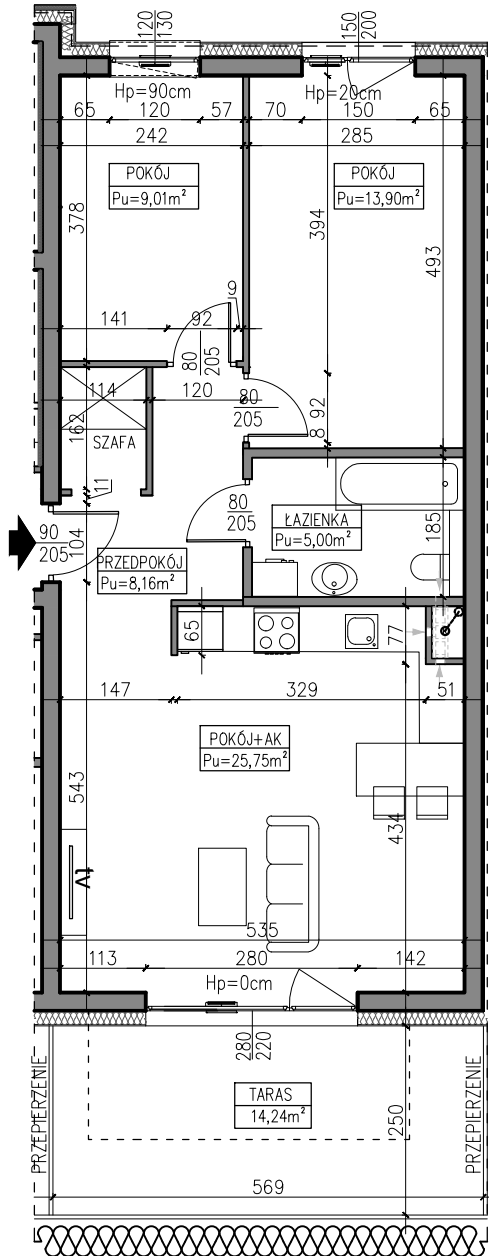 120
130
150
200
Hp=90cm
Hp=20cm
65
120
57
70
150
65
242
285
POKÓJ
Pu=9,01m²
POKÓJ
Pu=13,90m²
378
394
493
9
141
92
80
205
114
120
80
205
8 92
162
SZAFA
11
90
205
104
80
205
ŁAZIENKA
Pu=5,00m²
185
PRZEDPOKÓJ
Pu=8,16m²
65
77
147
329
51
POKÓJ+AK
Pu=25,75m²
543
434
tv
535
113
280
142
Hp=0cm
280
220
PRZEPIERZENIE
TARAS
14,24m²
250
PRZEPIERZENIE
569